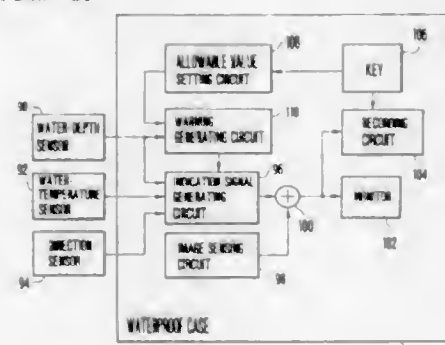 108
106
ALLOWABLE VALUE
SETTING CIRCUIT
KEY
90
110
WATER-DEPTH
SENSOR
WARNING
GENERATING CIRCUIT
RECORDING
CIRCUIT
92
96
104
WATER-
TEMPERATURE
SENSOR
INDICATION SIGNAL
GENERATING
CIRCUIT
MONITOR
100
102
DIRECTION
SENSOR
IMAGE SENSING
CIRCUIT
94
98
WATERPROOF CASE